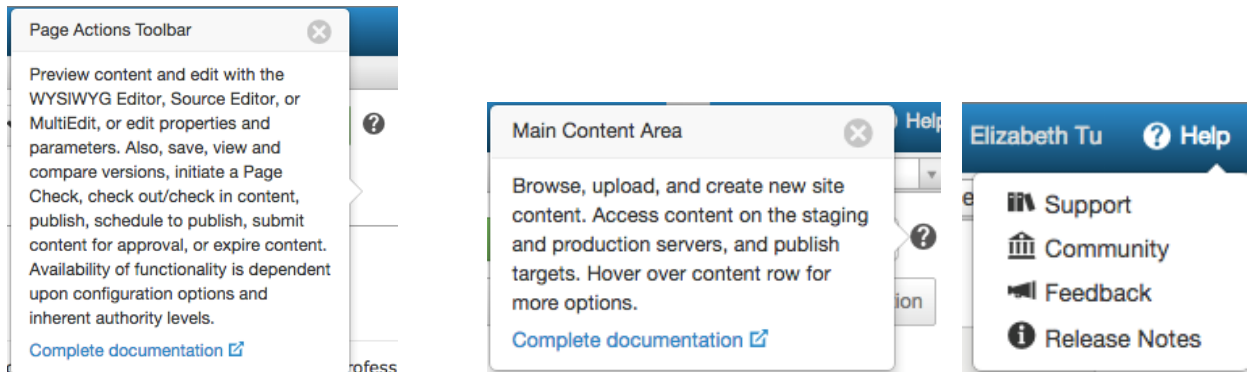 Page Actions Toolbar
Preview content and edit with the
WYSIWYG Editor, Source Editor, or
MultiEdit, or edit properties and
parameters. Also, save, view and
compare versions, initiate a Page
Check, check out/check in content,
publish, schedule to publish, submit
content for approval, or expire content.
Availability of functionality is dependent
upon configuration options and
inherent authority levels.
Complete documentation
rofess
Main Content Area
Help
Browse, upload, and create new site
content. Access content on the staging
and production servers, and publish
targets. Hover over content row for
more options.
Complete documentation
ion
Elizabeth Tu
Help
Support
Community
Feedback
Release Notes